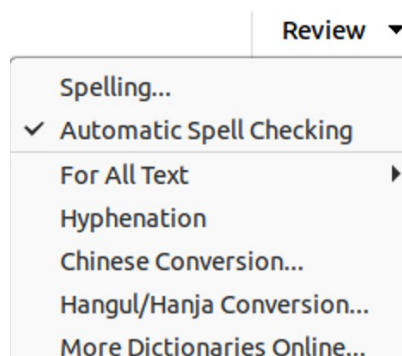 Review
Spelling...
Automatic Spell Checking
For All Text
Hyphenation
Chinese Conversion...
Hangul/Hanja Conversion...
More Dictionaries Online...